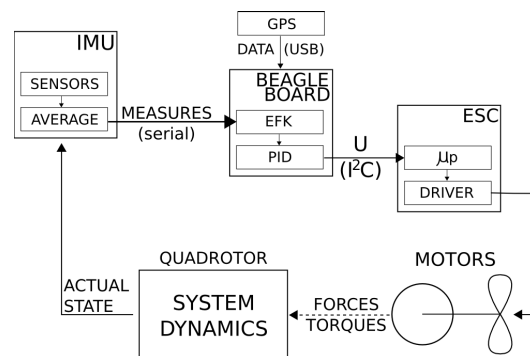 IMU
SENSORS
AVERAGE
MEASURES
(serial)
GPS
DATA (USB)
BEAGLE
BOARD
EFK
PID
U
(I²C)
ESC
μp
DRIVER
MOTORS
FORCES
TORQUES
QUADROTOR
SYSTEM
DYNAMICS
ACTUAL
STATE